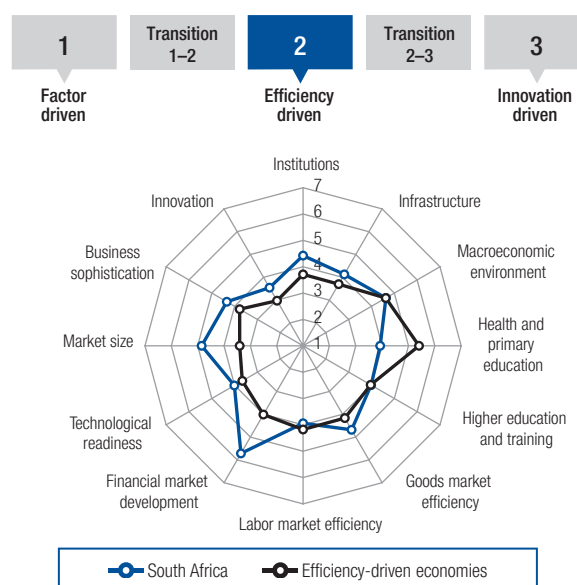 1
Transition
1–2
2
Transition
2–3
3
Factor
driven
Efficiency
driven
Innovation
driven
Institutions
7
6
5
4
3
2
1
Infrastructure
Macroeconomic
environment
Health and
primary
education
Higher education
and training
Goods market
efficiency
Labor market efficiency
Financial market
development
Technological
readiness
Market size
Business
sophistication
Innovation
South Africa
Efficiency-driven economies